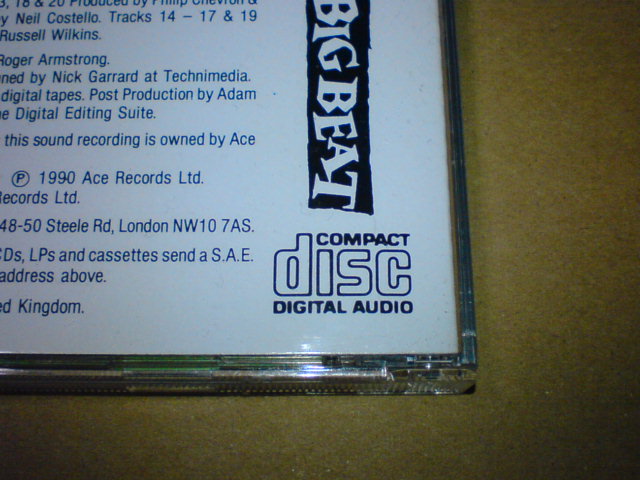 3, 18 & 20 Produced by Philip Chevron &
by Neil Costello. Tracks 14 – 17 & 19
Russell Wilkins.
Roger Armstrong.
ned by Nick Garrard at Technimedia.
digital tapes. Post Production by Adam
e Digital Editing Suite.
this sound recording is owned by Ace
℗ 1990 Ace Records Ltd.
Records Ltd.
48-50 Steele Rd, London NW10 7AS.
CDs, LPs and cassettes send a S.A.E.
address above.
ed Kingdom.
BIG BEAT
COMPACT
disc
DIGITAL AUDIO